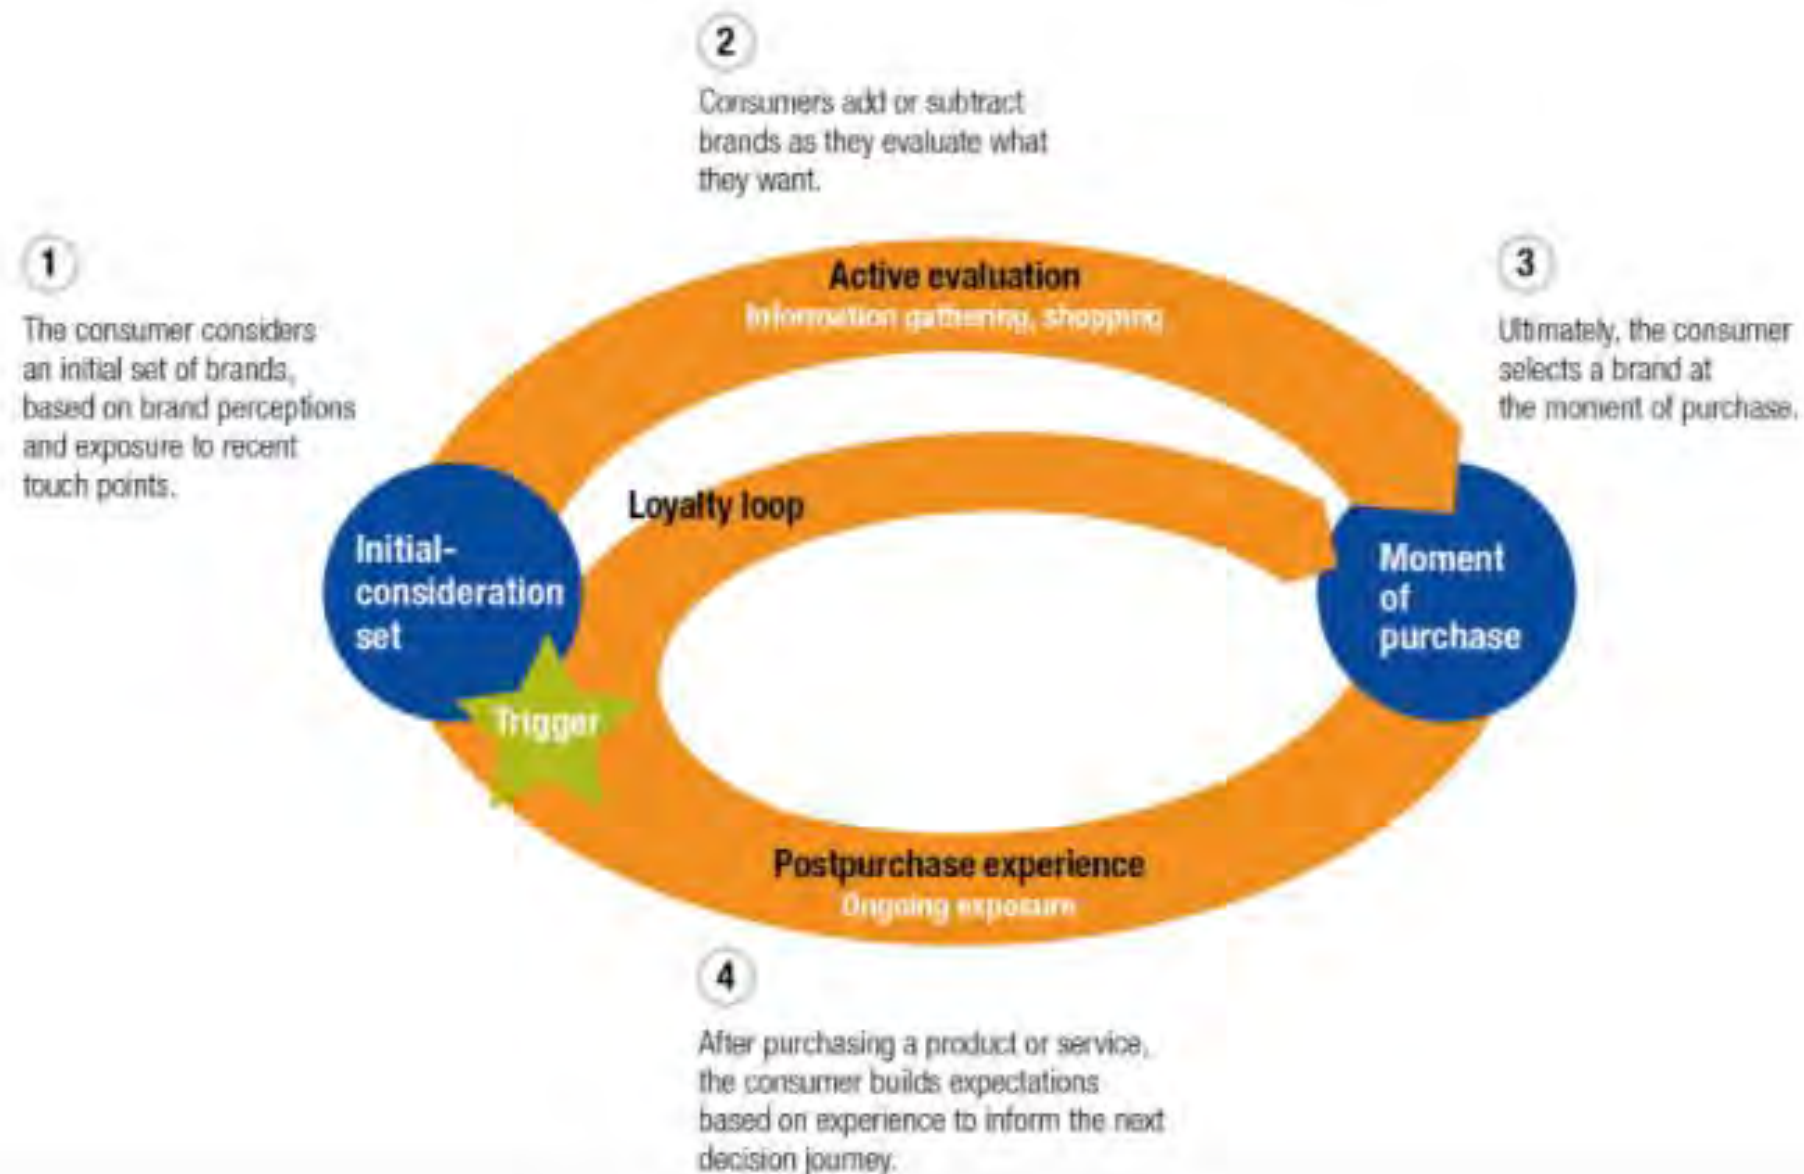 2
Consumers add or subtract
brands as they evaluate what
they want.
1
The consumer considers
an initial set of brands,
based on brand perceptions
and exposure to recent
touch points.
3
Ultimately, the consumer
selects a brand at
the moment of purchase.
Active evaluation
Information gathering, shopping
Loyalty loop
Initial-
consideration
set
Moment
of
purchase
Trigger
Postpurchase experience
Ongoing exposure
4
After purchasing a product or service,
the consumer builds expectations
based on experience to inform the next
decision journey.